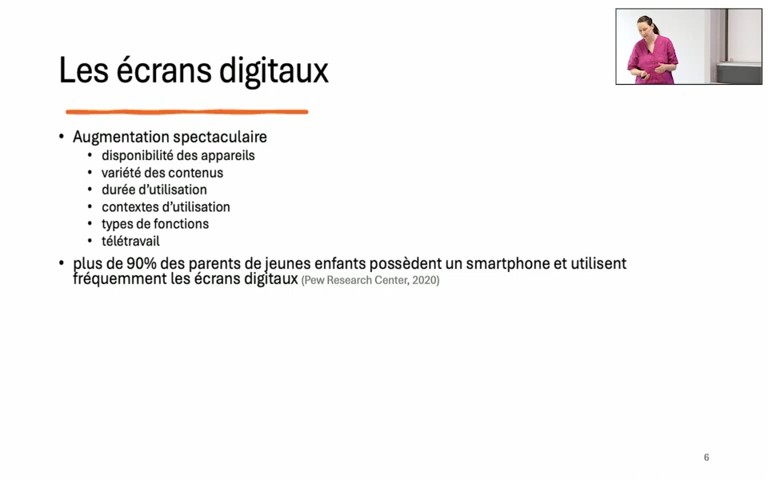 Les écrans digitaux
• Augmentation spectaculaire
• disponibilité des appareils
• variété des contenus
• durée d’utilisation
• contextes d’utilisation
• types de fonctions
• télétravail
• plus de 90% des parents de jeunes enfants possèdent un smartphone et utilisent
fréquemment les écrans digitaux (Pew Research Center, 2020)
6